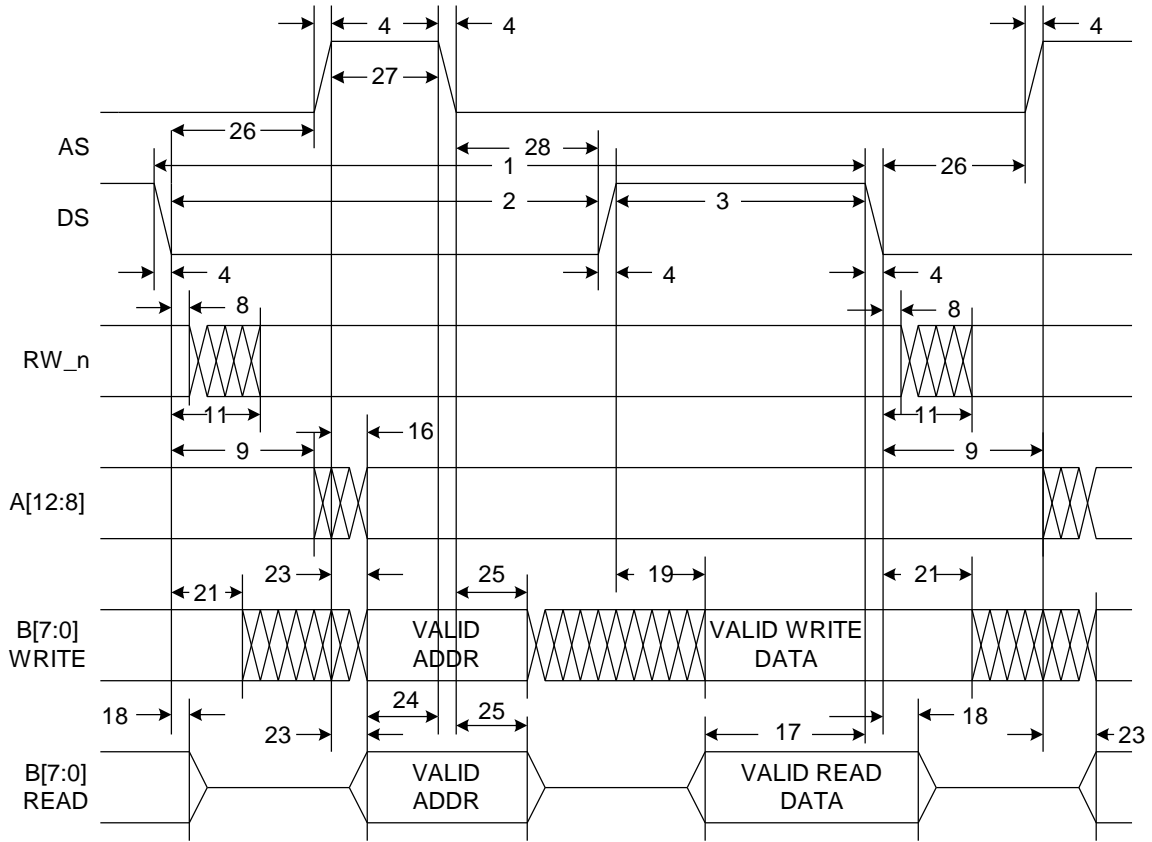 4 4 4
27
26
AS
28
1 26
2 3
DS
4 4 4
8 8
RW_n
11 11
16
9 9
A[12:8]
23 25 19
21 21
B[7:0] VALID VALID WRITE
WRITE ADDR DATA
24
18 25 18
23 17 23
B[7:0] VALID VALID READ
READ ADDR DATA